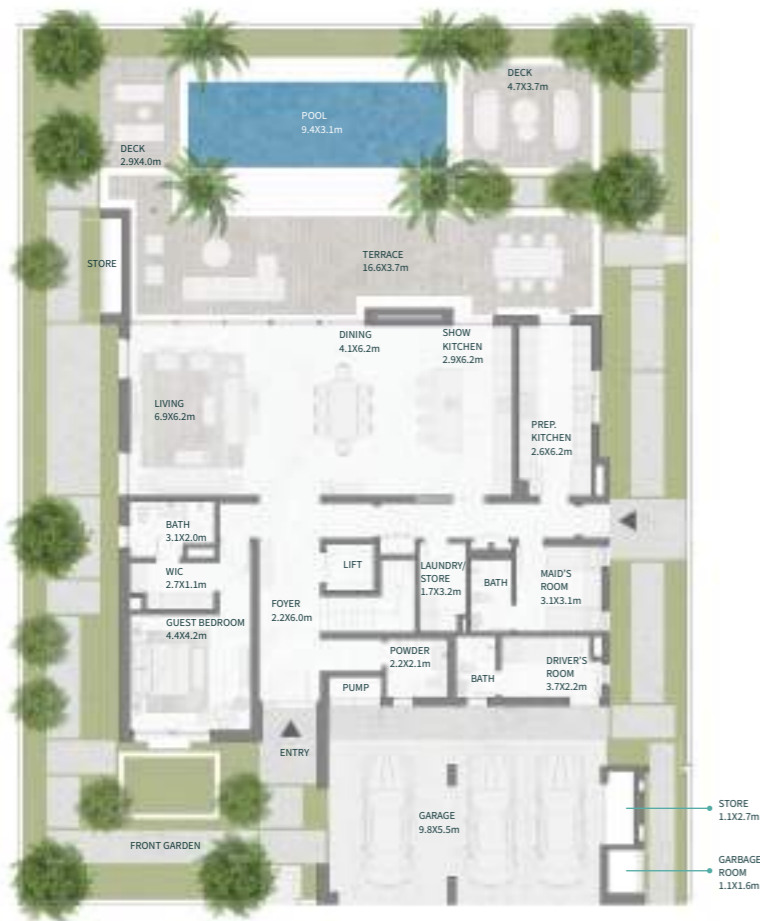 DECK
4.7X3.7m
POOL
9.4X3.1m
DECK
2.9X4.0m
STORE
TERRACE
16.6X3.7m
DINING
4.1X6.2m
SHOW
KITCHEN
2.9X6.2m
LIVING
6.9X6.2m
PREP.
KITCHEN
2.6X6.2m
BATH
3.1X2.0m
WIC
2.7X1.1m
LIFT
LAUNDRY/
STORE
1.7X3.2m
BATH
MAID'S
ROOM
3.1X3.1m
FOYER
2.2X6.0m
GUEST BEDROOM
4.4X4.2m
POWDER
2.2X2.1m
DRIVER'S
ROOM
3.7X2.2m
BATH
PUMP
ENTRY
GARAGE
9.8X5.5m
STORE
1.1X2.7m
FRONT GARDEN
GARBAGE
ROOM
1.1X1.6m